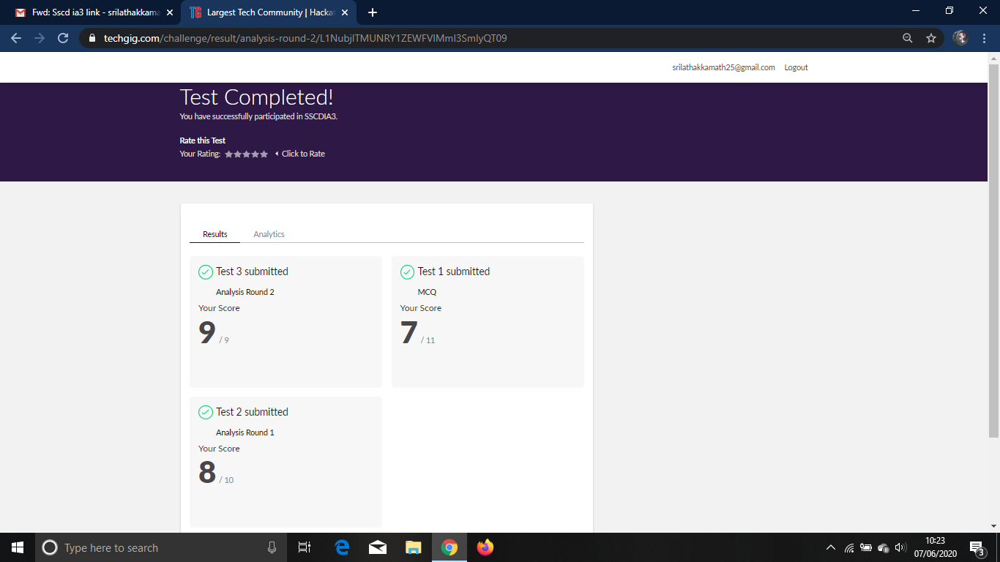 Fwd: Sscd ia3 link - srilathakkama
Largest Tech Community | Hackat
techgig.com/challenge/result/analysis-round-2/
srilathakkamath25@gmail.com Logout
Test Completed!
You have successfully participated in SSCDIA3.
Rate this Test
Your Rating: Click to Rate
Results Analytics
Test 3 submitted
Analysis Round 2
Your Score
9 / 9
Test 1 submitted
MCQ
Your Score
7 / 11
Test 2 submitted
Analysis Round 1
Your Score
8 / 10
Type here to search
10:23
07/06/2020
3